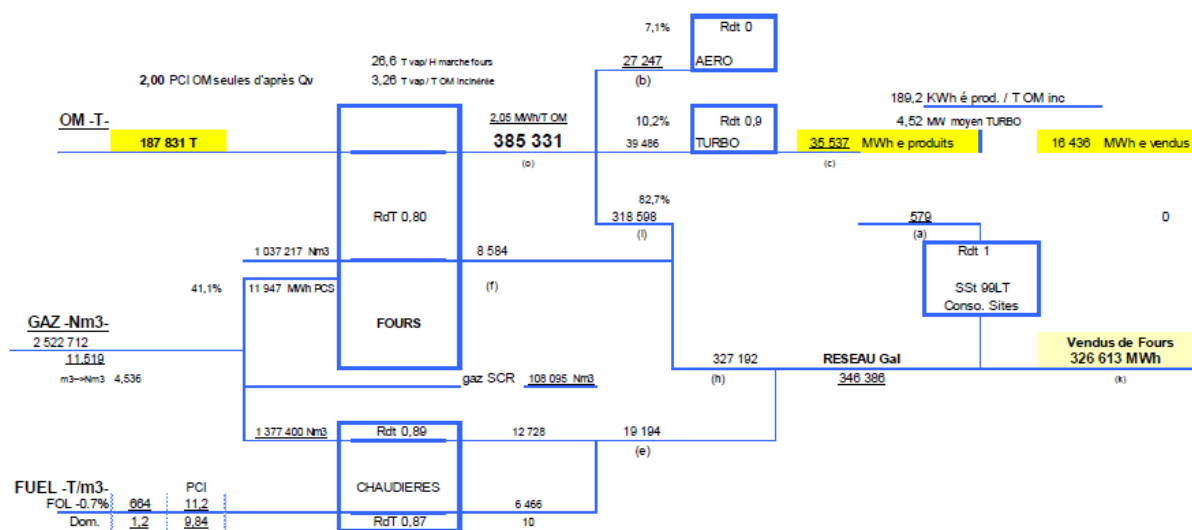 7,1%
Rdt 0
26,6 T vap/ H marche fours
27 247
AERO
2,00 PCI OM seules d'après Qv
3,26 T vap/ T OM incinérée
(b)
189,2 KWh é prod. / T OM inc
OM -T-
2,05 MWh/T OM
10,2%
Rdt 0,9
4,52 MW moyen TURBO
187 831 T
385 331
39 486
TURBO
35 537 MWh e produits
16 436 MWh e vendus
(o)
(c)
82,7%
RdT 0,80
318 598
579
0
(l)
(a)
1 037 217 Nm3
8 584
Rdt 1
41,1%
11 947 MWh PCS
(f)
SSt 99LT
Conso. Sites
GAZ -Nm3-
FOURS
2 522 712
Vendus de Fours
11,519
327 192
RESEAU Gal
326 613 MWh
m3-->Nm3 4,536
gaz SCR 108 095 Nm3
(h)
346 386
(k)
1 377 400 Nm3
Rdt 0,89
12 728
19 194
(e)
FUEL -T/m3-
PCI
CHAUDIERES
FOL -0.7%
664
11,2
6 466
Dom.
1,2
9,84
RdT 0,87
10